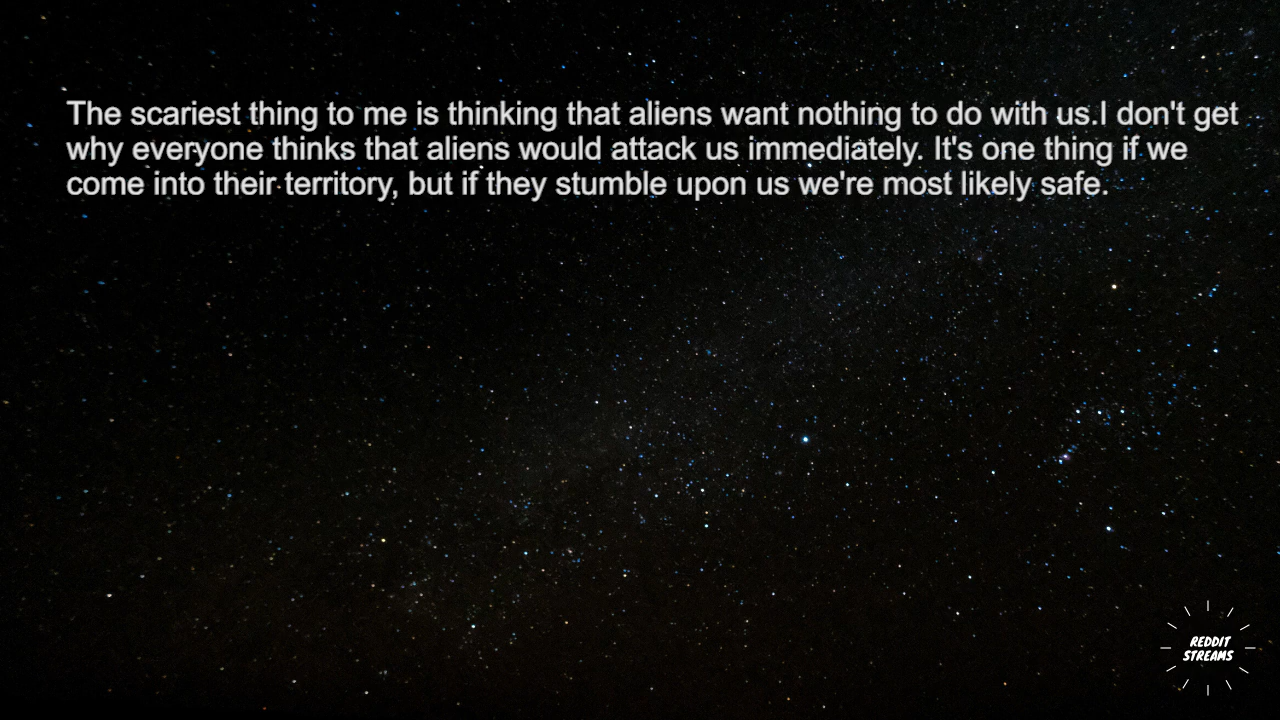 The scariest thing to me is thinking that aliens want nothing to do with us.I don't get
why everyone thinks that aliens would attack us immediately. It's one thing if we
come into their territory, but if they stumble upon us we're most likely safe.
REDDIT
STREAMS